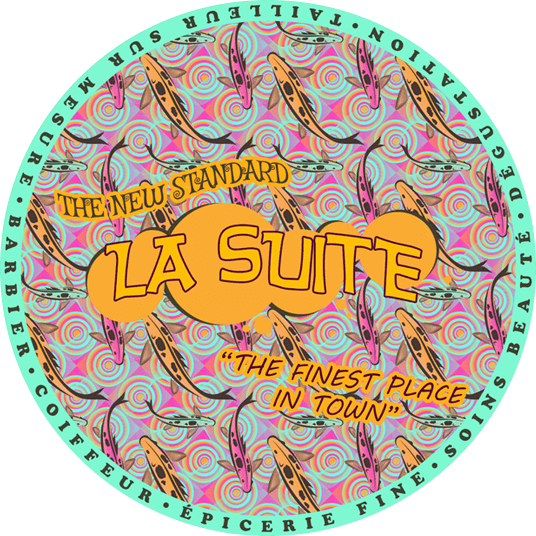 THE NEW STANDARD
LA SUITE
“THE FINEST PLACE
IN TOWN”
TAILLEUR SUR MESURE · BARBIER · COIFFEUR · ÉPICERIE FINE · SOINS BEAUTÉ · DÉGUSTATION ·